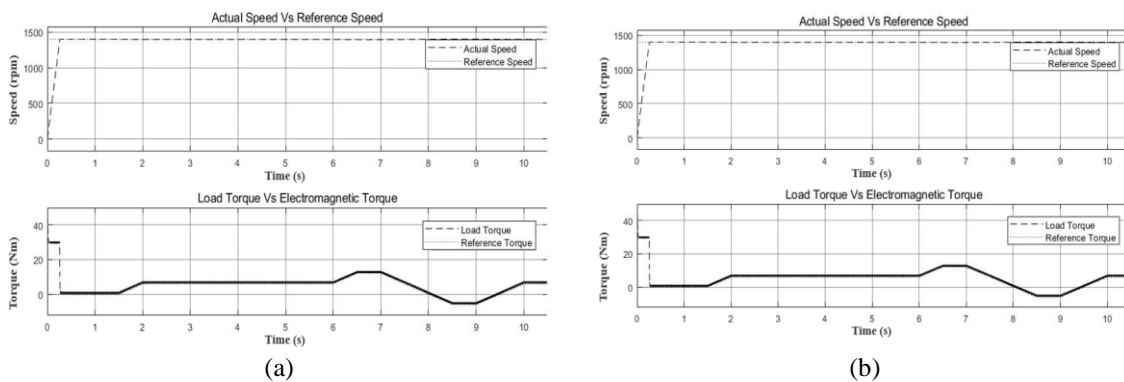 Actual Speed Vs Reference Speed
1500
1000
500
0
Speed (rpm)
Actual Speed
Reference Speed
0 1 2 3 4 5 6 7 8 9 10
Time (s)
Load Torque Vs Electromagnetic Torque
40
20
0
Torque (Nm)
Load Torque
Reference Torque
0 1 2 3 4 5 6 7 8 9 10
Time (s)
(a)
Actual Speed Vs Reference Speed
1500
1000
500
0
Speed (rpm)
Actual Speed
Reference Speed
0 1 2 3 4 5 6 7 8 9 10
Time (s)
Load Torque Vs Electromagnetic Torque
40
20
0
Torque (Nm)
Load Torque
Reference Torque
0 1 2 3 4 5 6 7 8 9 10
Time (s)
(b)